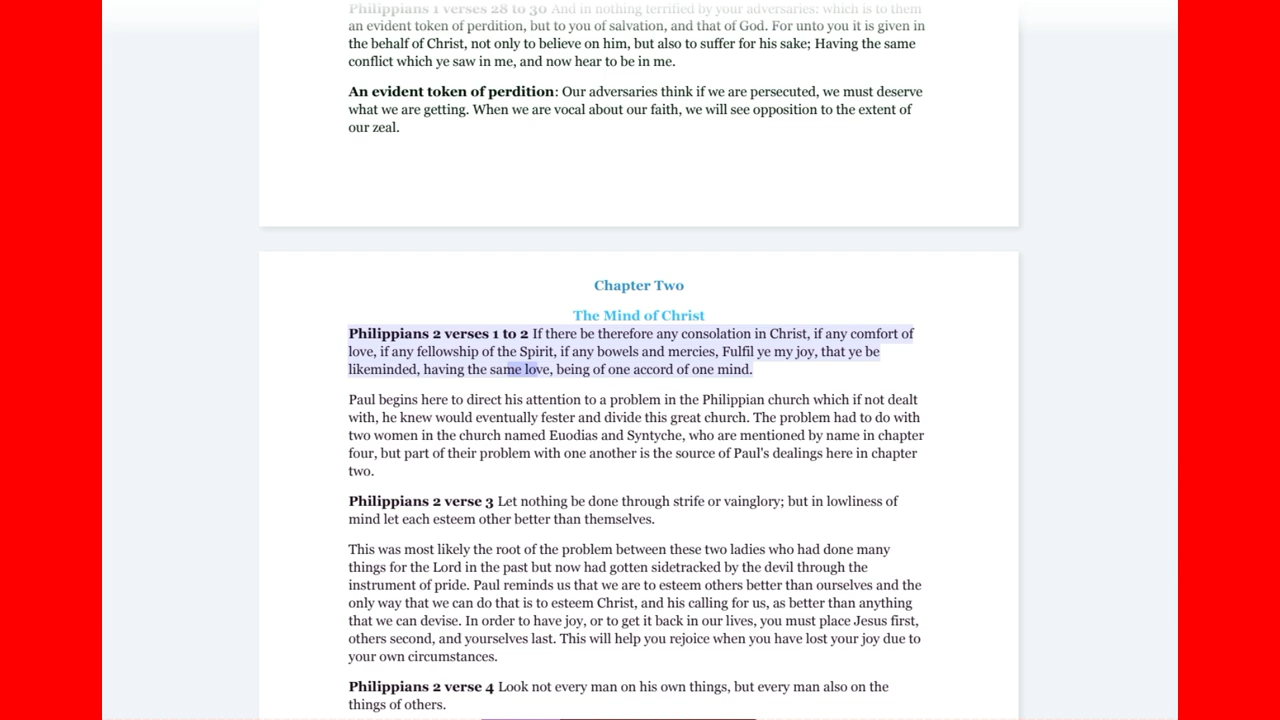 Philippians 1 verses 28 to 30 And in nothing terrified by your adversaries: which is to them
an evident token of perdition, but to you of salvation, and that of God. For unto you it is given in
the behalf of Christ, not only to believe on him, but also to suffer for his sake; Having the same
conflict which ye saw in me, and now hear to be in me.
An evident token of perdition: Our adversaries think if we are persecuted, we must deserve
what we are getting. When we are vocal about our faith, we will see opposition to the extent of
our zeal.
Chapter Two
The Mind of Christ
Philippians 2 verses 1 to 2 If there be therefore any consolation in Christ, if any comfort of
love, if any fellowship of the Spirit, if any bowels and mercies, Fulfil ye my joy, that ye be
likeminded, having the same love, being of one accord of one mind.
Paul begins here to direct his attention to a problem in the Philippian church which if not dealt
with, he knew would eventually fester and divide this great church. The problem had to do with
two women in the church named Euodias and Syntyche, who are mentioned by name in chapter
four, but part of their problem with one another is the source of Paul's dealings here in chapter
two.
Philippians 2 verse 3 Let nothing be done through strife or vainglory; but in lowliness of
mind let each esteem other better than themselves.
This was most likely the root of the problem between these two ladies who had done many
things for the Lord in the past but now had gotten sidetracked by the devil through the
instrument of pride. Paul reminds us that we are to esteem others better than ourselves and the
only way that we can do that is to esteem Christ, and his calling for us, as better than anything
that we can devise. In order to have joy, or to get it back in our lives, you must place Jesus first,
others second, and yourselves last. This will help you rejoice when you have lost your joy due to
your own circumstances.
Philippians 2 verse 4 Look not every man on his own things, but every man also on the
things of others.